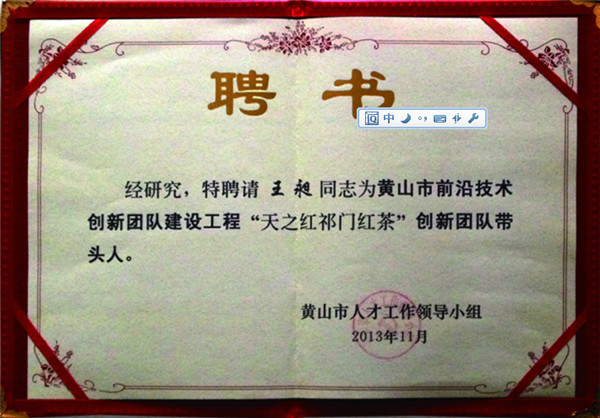 聘书
中
经研究，特聘请 王昶 同志为黄山市前沿技术
创新团队建设工程“天之红祁门红茶”创新团队带
头人。
黄山市人才工作领导小组
2013年11月